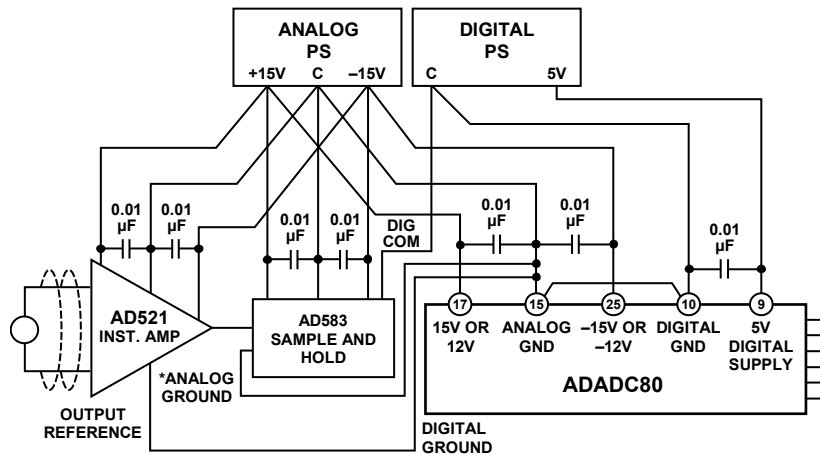 ANALOG
PS
+15V C –15V
DIGITAL
PS
C 5V
0.01
µF
0.01
µF
0.01
µF
0.01
µF
DIG
COM
0.01
µF
0.01
µF
0.01
µF
AD521
INST. AMP
AD583
SAMPLE AND
HOLD
*ANALOG
GROUND
OUTPUT
REFERENCE
DIGITAL
GROUND
17 15 25 10 9
15V OR
12V
ANALOG
GND
–15V OR
–12V
DIGITAL
GND
5V
DIGITAL
SUPPLY
ADADC80